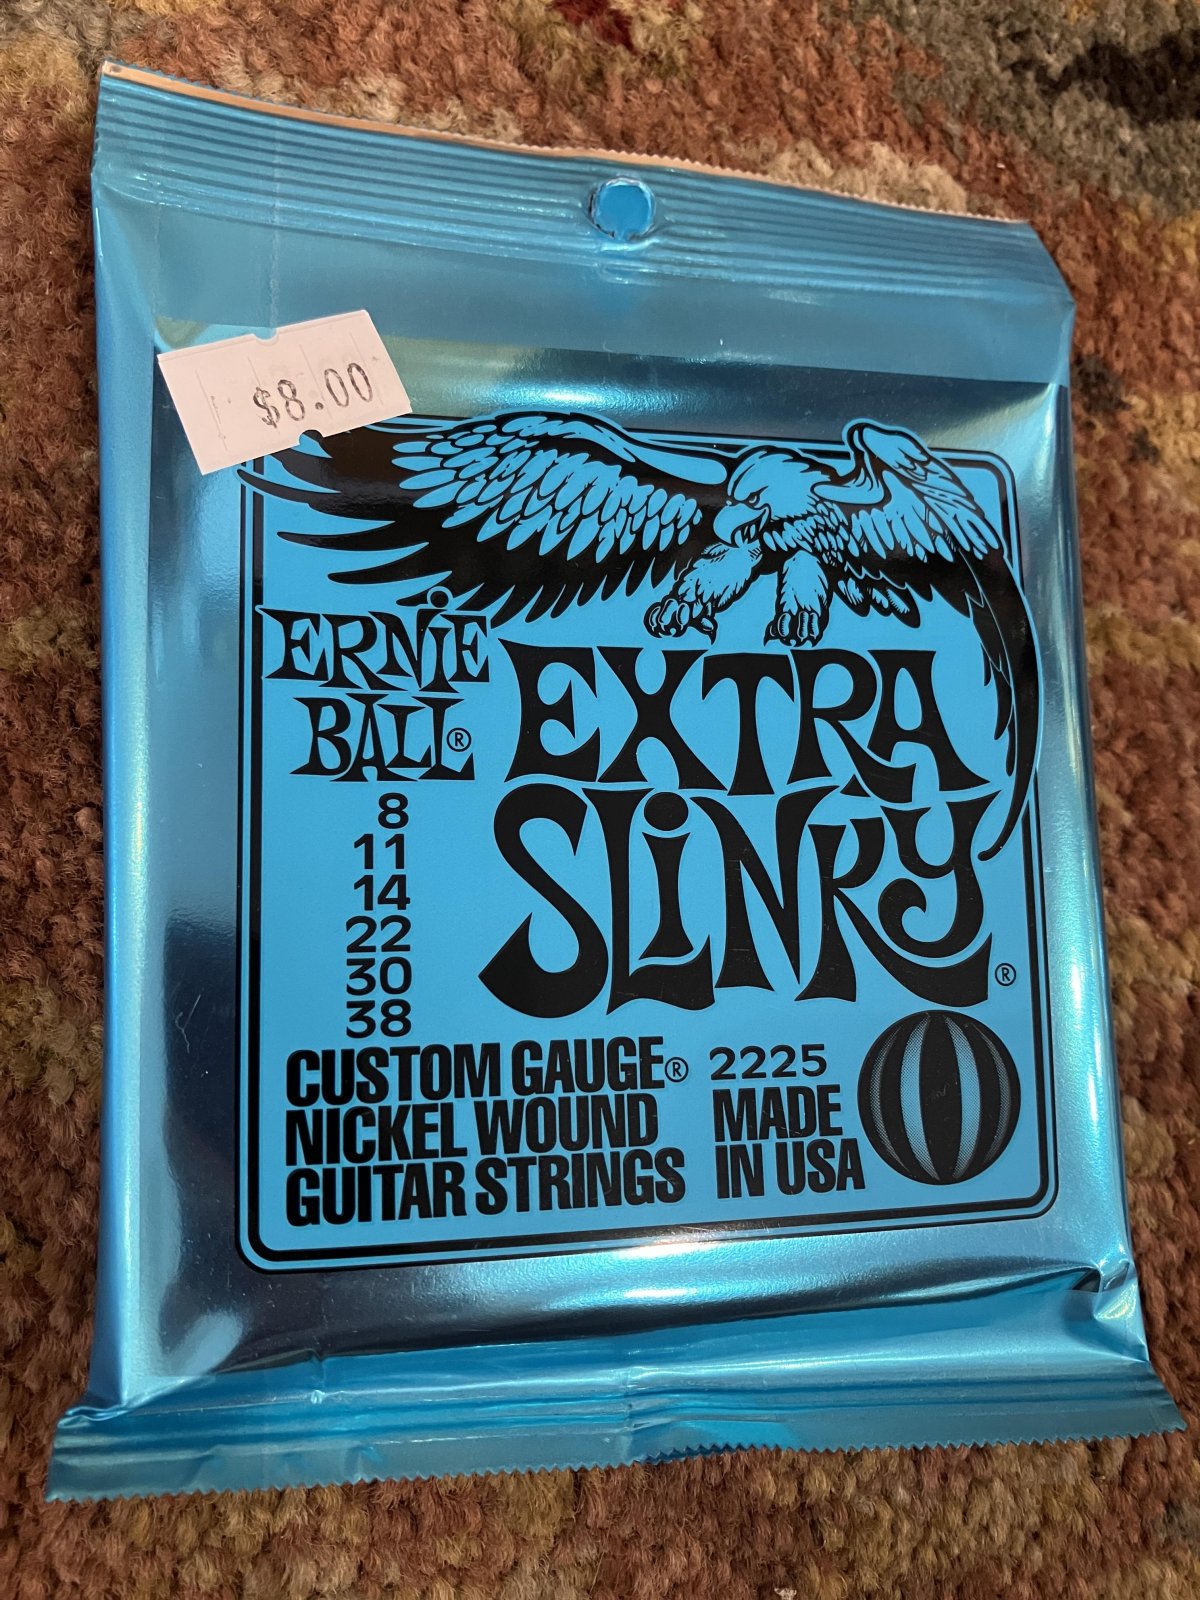 $8.00
ERNiE
BALL®
EXTRA
SLiNKY®
8
11
14
22
30
38
CUSTOM GAUGE®
NICKEL WOUND
GUITAR STRINGS
2225
MADE
IN USA